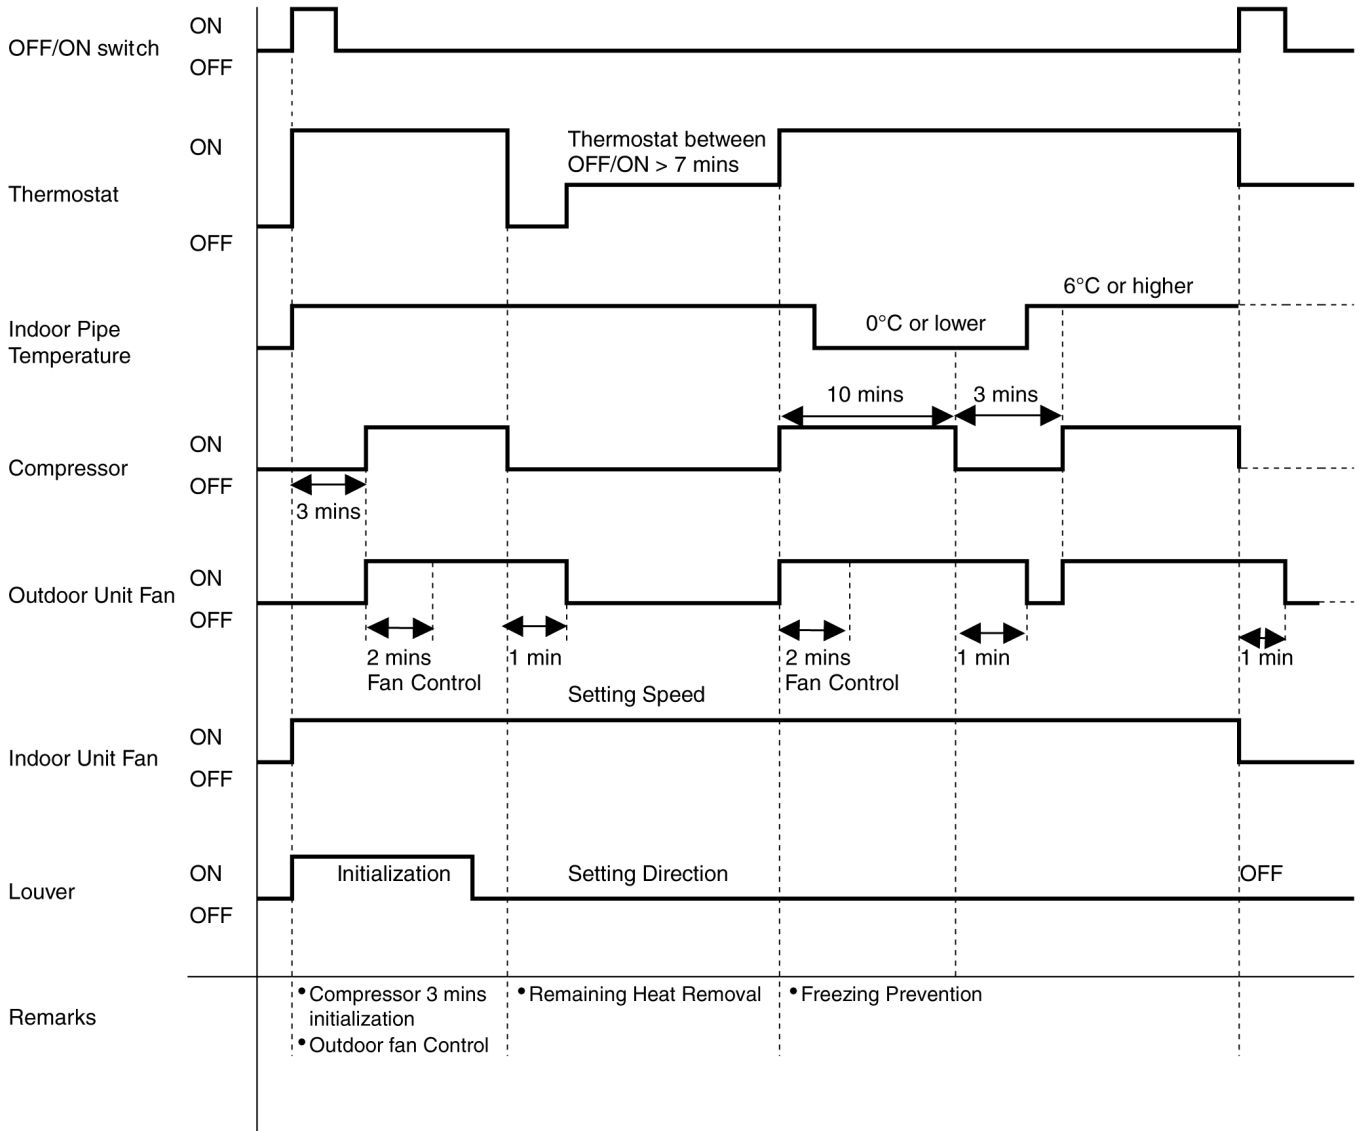 OFF/ON switch
ON
OFF
Thermostat
ON
OFF
Thermostat between
OFF/ON > 7 mins
Indoor Pipe
Temperature
0°C or lower
6°C or higher
Compressor
ON
OFF
3 mins
10 mins
3 mins
Outdoor Unit Fan
ON
OFF
2 mins
Fan Control
1 min
2 mins
Fan Control
1 min
1 min
Setting Speed
Indoor Unit Fan
ON
OFF
Louver
ON
OFF
Initialization
Setting Direction
OFF
Remarks
• Compressor 3 mins
initialization
• Outdoor fan Control
• Remaining Heat Removal
• Freezing Prevention